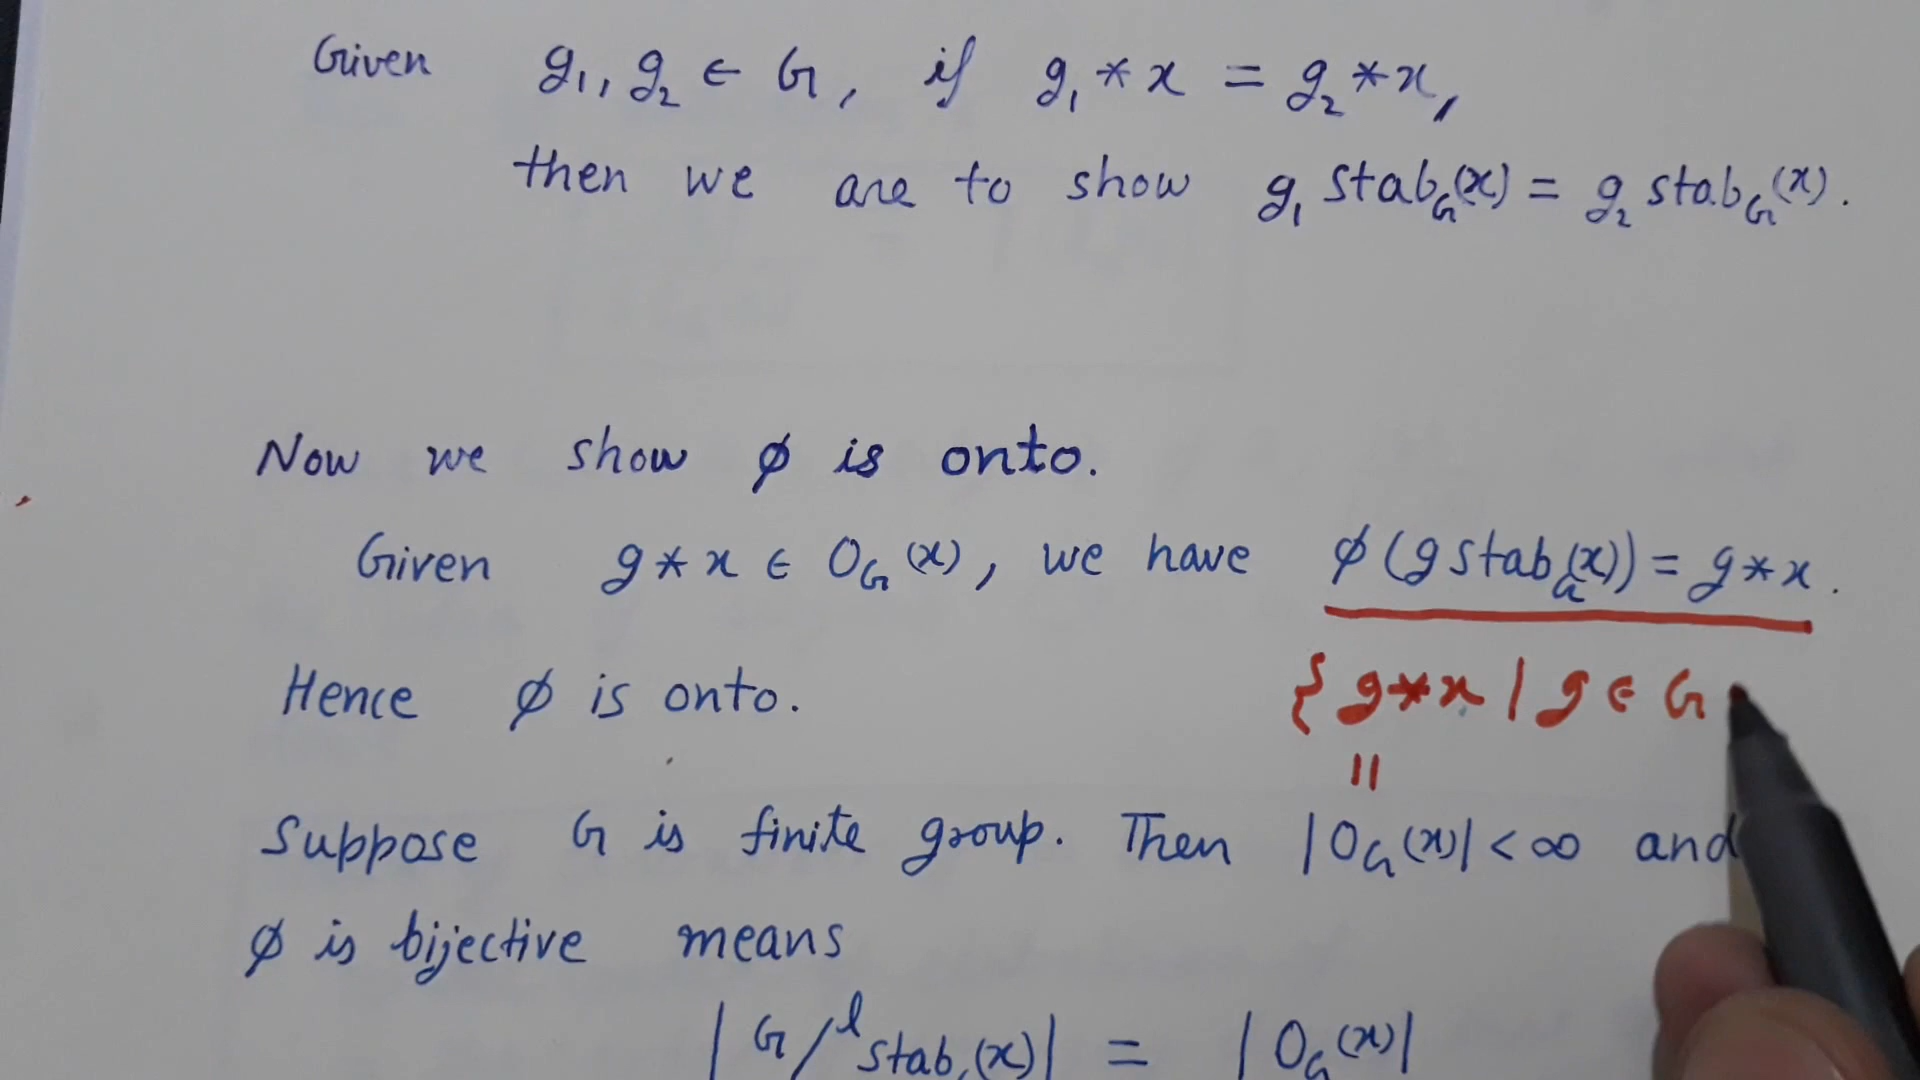 Given g₁, g₂ ∈ G, if g₁ * x = g₂ * x,
then we are to show g₁ stab_G(x) = g₂ stab_G(x).
Now we show ϕ is onto.
Given g * x ∈ O_G(x), we have ϕ(g stab_G(x)) = g * x.
{ g * x | g ∈ G
Hence ϕ is onto.
||
Suppose G is finite group. Then |O_G(x)| < ∞ and
ϕ is bijective means
| G/ˡ stab_G(x)| = |O_G(x)|